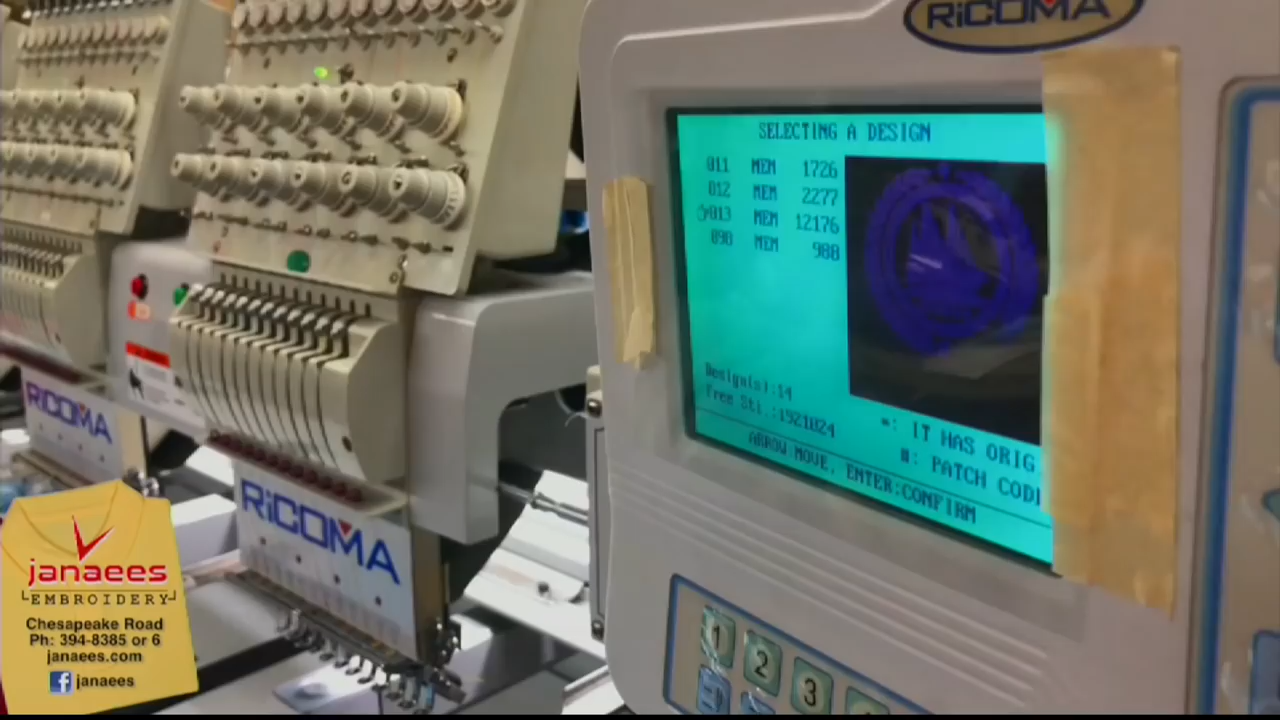 RiCOMA
SELECTING A DESIGN
011 MEM 1726
012 MEM 2277
013 MEM 12176
098 MEM 988
Design(s):14
Free Sti.:1921024
=: IT HAS ORIG
PATCH CODE
ARROW:MOVE, ENTER:CONFIRM
1 2 3
RiCOMA
RiCOMA
janaees
EMBROIDERY
Chesapeake Road
Ph: 394-8385 or 6
janaees.com
f janaees